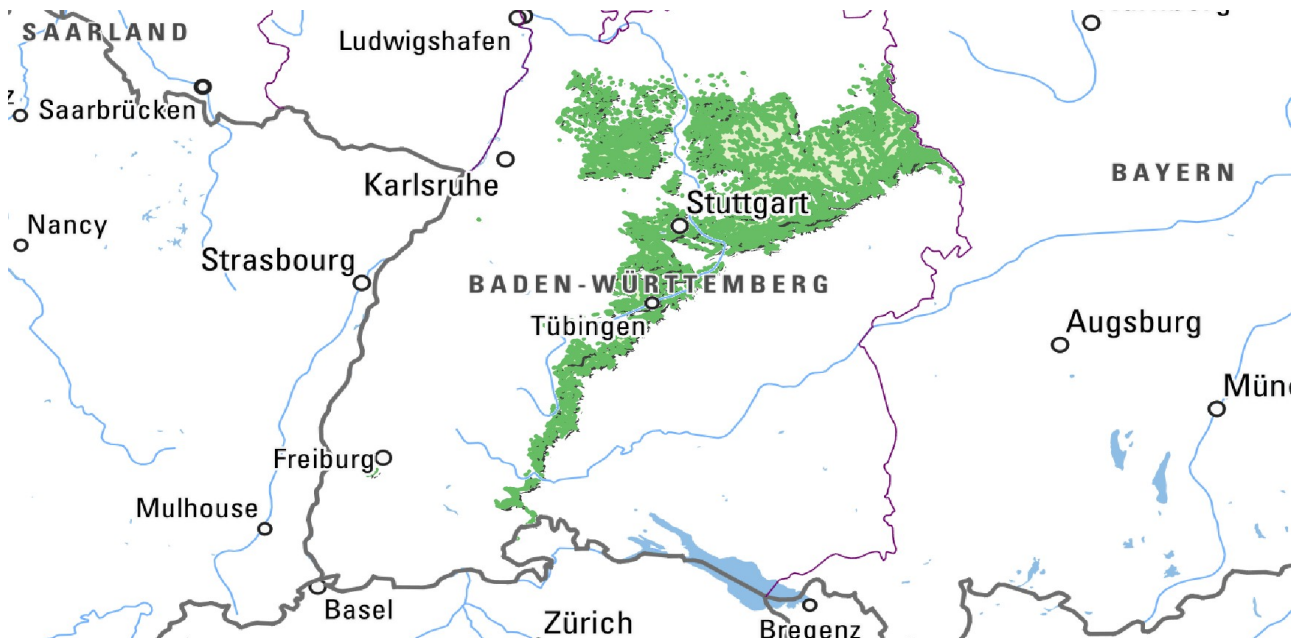 SAARLAND
Ludwigshafen
Saarbrücken
Karlsruhe
BAYERN
Nancy
Stuttgart
Strasbourg
BADEN-WÜRTTEMBERG
Tübingen
Augsburg
Freiburg
Mulhouse
Basel
Zürich
Bregenz